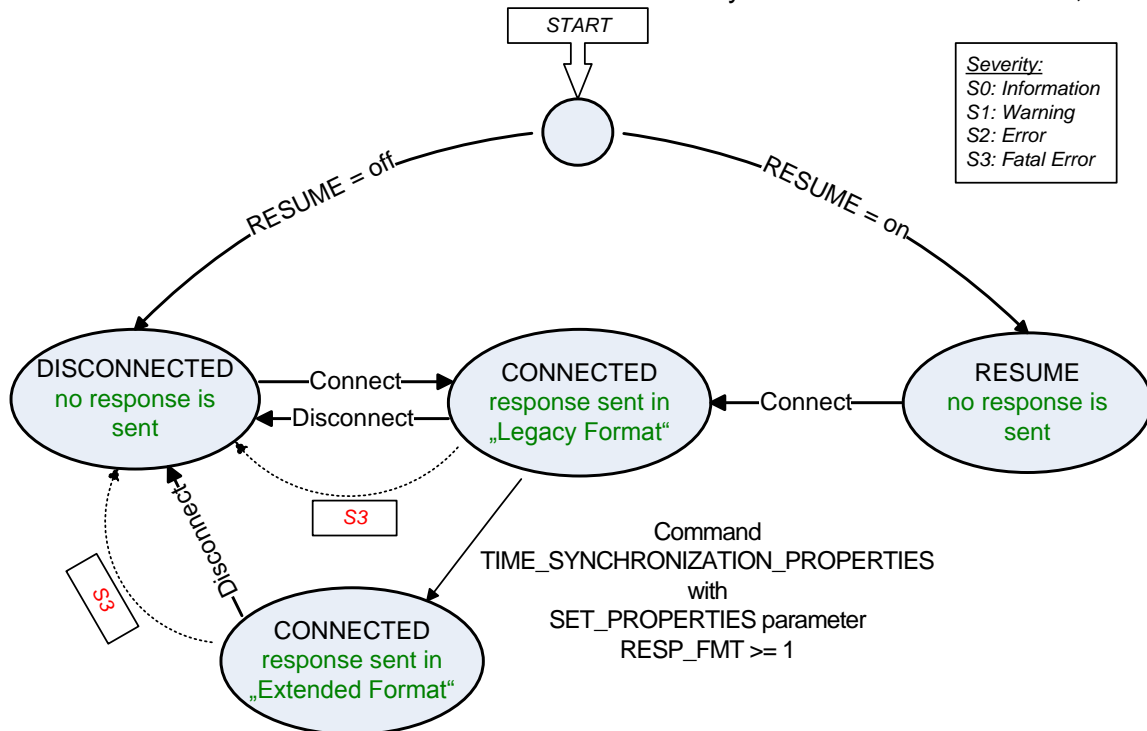 START
Severity:
S0: Information
S1: Warning
S2: Error
S3: Fatal Error
RESUME = off
RESUME = on
DISCONNECTED
no response is
sent
Connect
Disconnect
CONNECTED
response sent in
„Legacy Format“
Connect
RESUME
no response is
sent
S3
Disconnect
S3
Command
TIME_SYNCHRONIZATION_PROPERTIES
with
SET_PROPERTIES parameter
RESP_FMT >= 1
CONNECTED
response sent in
„Extended Format“